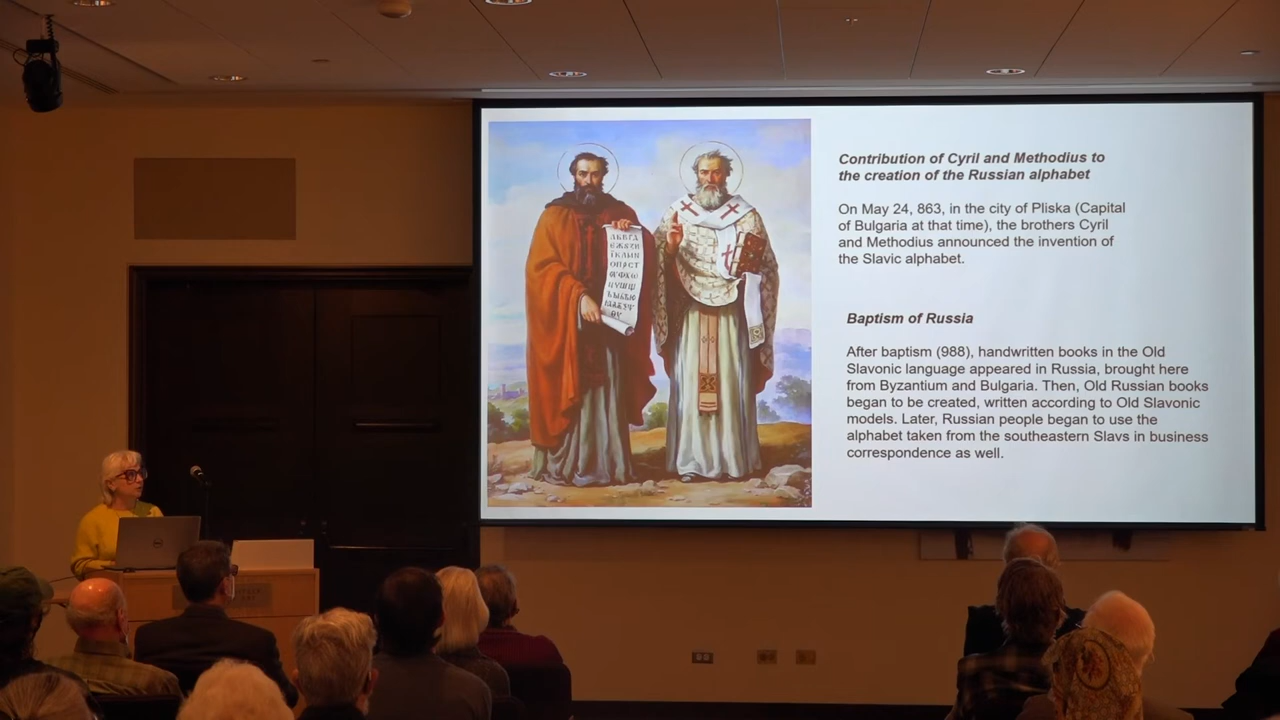 Contribution of Cyril and Methodius to
the creation of the Russian alphabet
On May 24, 863, in the city of Pliska (Capital
of Bulgaria at that time), the brothers Cyril
and Methodius announced the invention of
the Slavic alphabet.
Baptism of Russia
After baptism (988), handwritten books in the Old
Slavonic language appeared in Russia, brought here
from Byzantium and Bulgaria. Then, Old Russian books
began to be created, written according to Old Slavonic
models. Later, Russian people began to use the
alphabet taken from the southeastern Slavs in business
correspondence as well.
DELL